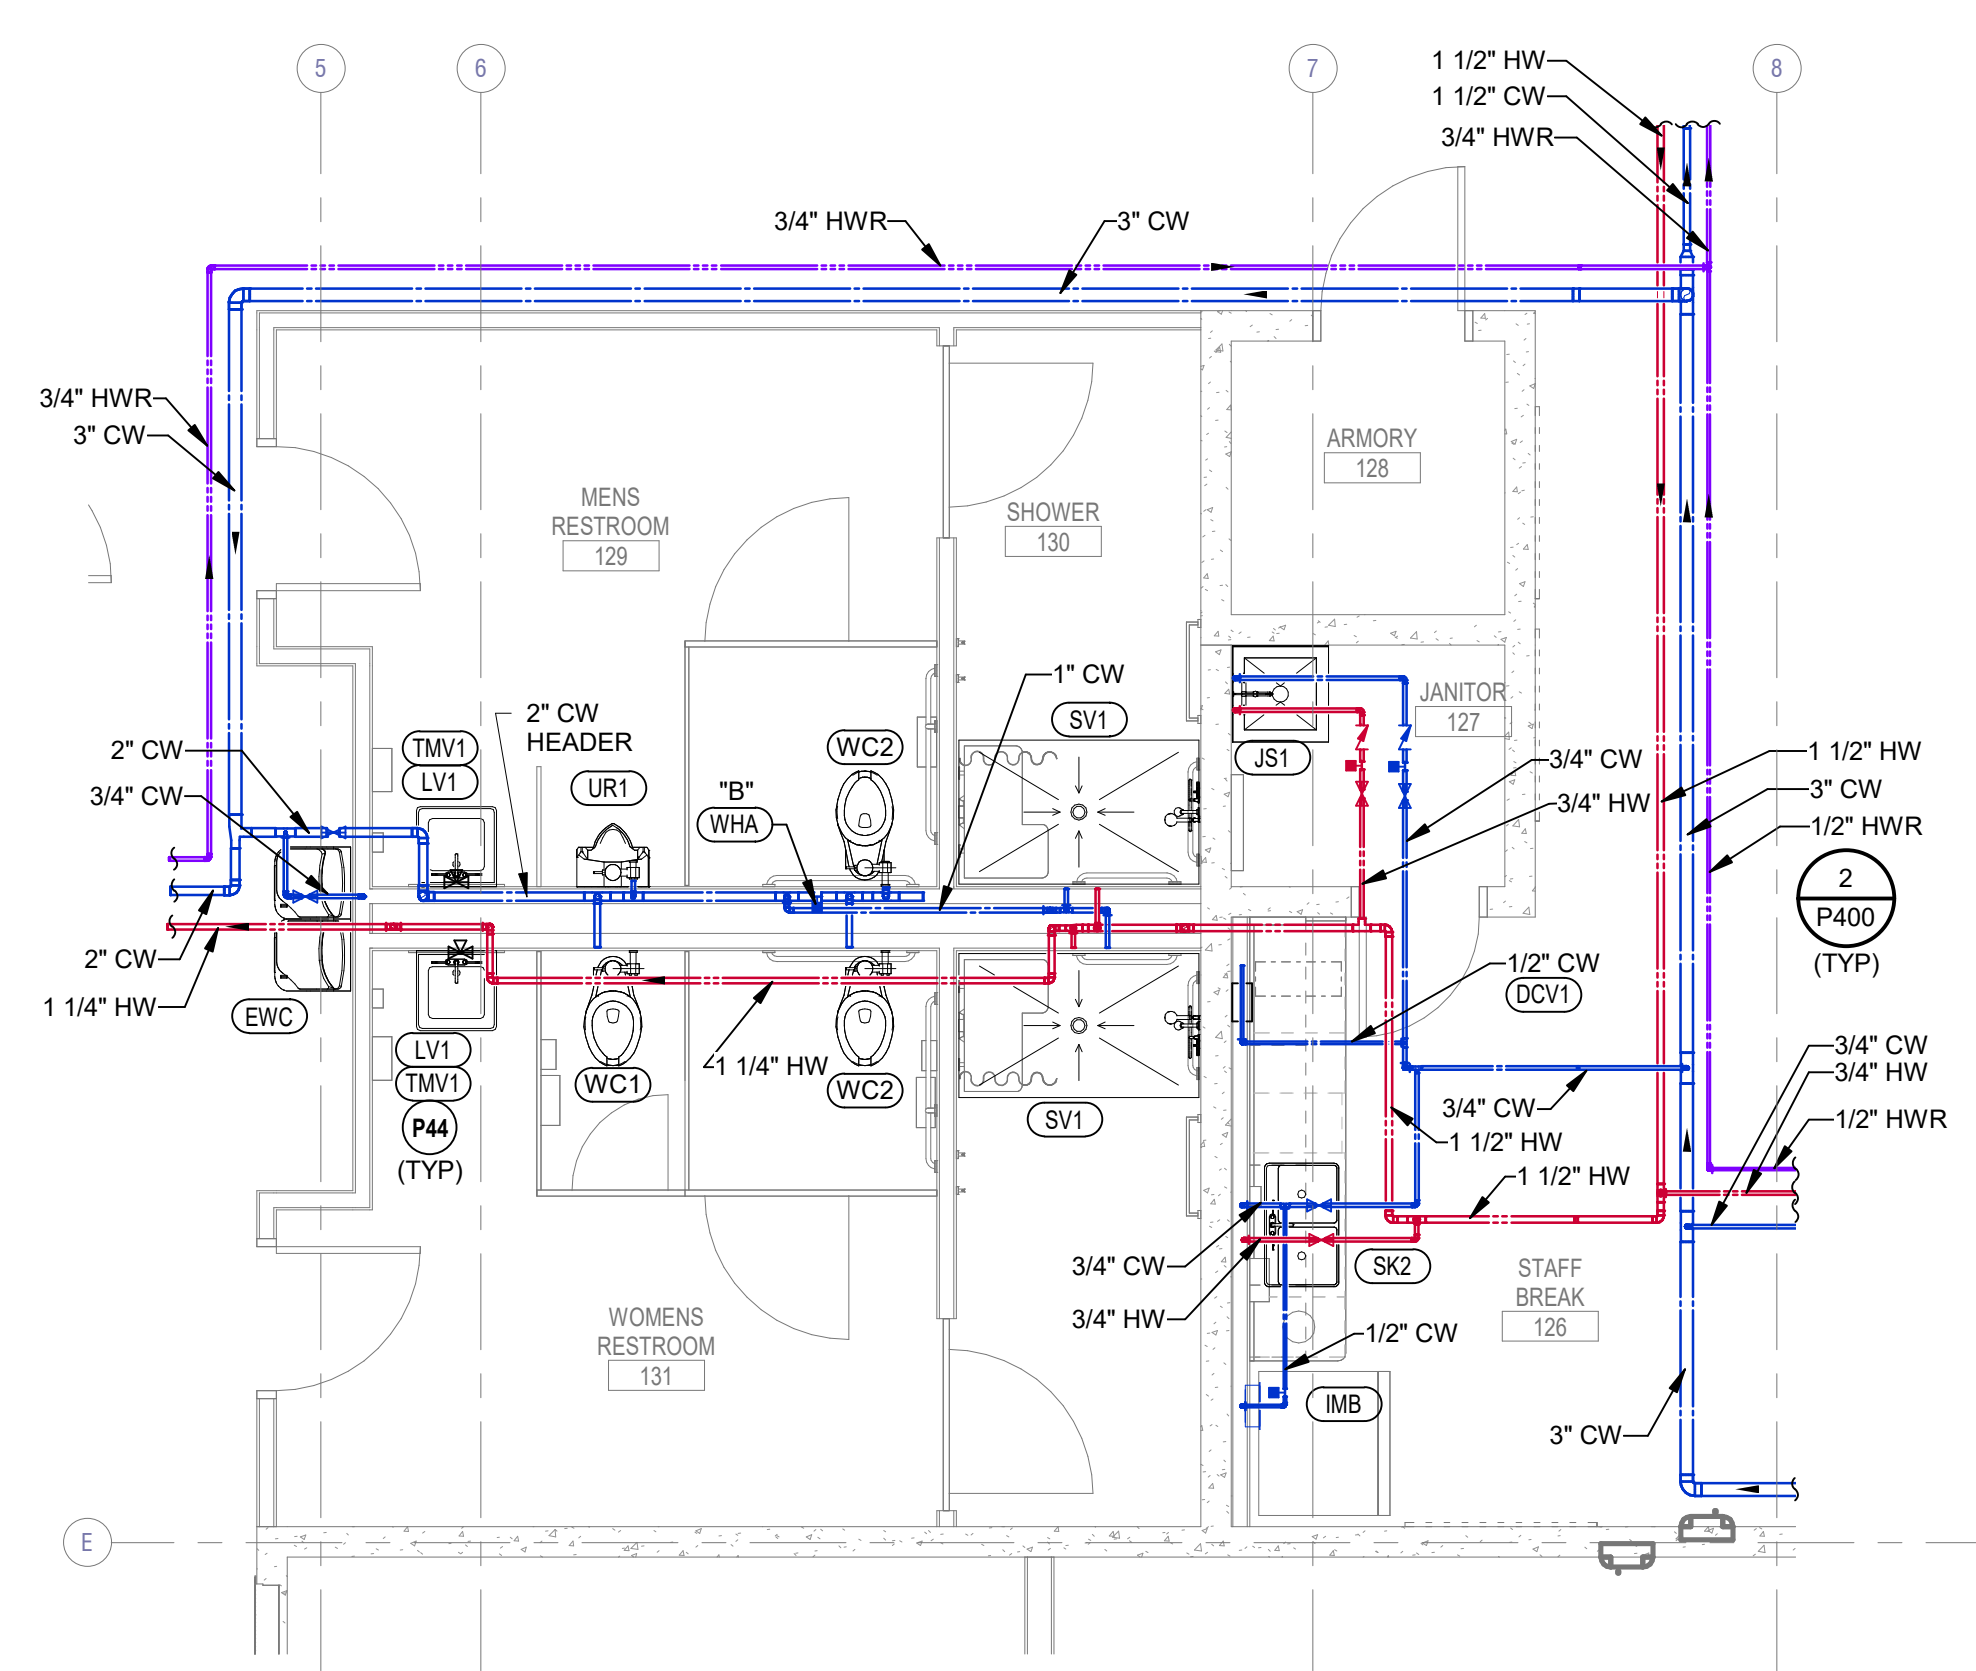 5
6
7
8
1 1/2" HW
1 1/2" CW
3/4" HWR
3/4" HWR
3" CW
3/4" HWR
3" CW
MENS
RESTROOM
129
SHOWER
130
ARMORY
128
JANITOR
127
2" CW
3/4" CW
TMV1
LV1
2" CW
HEADER
UR1
"B"
WHA
WC2
1" CW
SV1
JS1
3/4" CW
3/4" HW
1 1/2" HW
3" CW
1/2" HWR
2
P400
(TYP)
2" CW
1 1/4" HW
EWC
LV1
TMV1
P44
(TYP)
WC1
1 1/4" HW
WC2
SV1
1/2" CW
DCV1
3/4" CW
1 1/2" HW
1 1/2" HW
3/4" CW
3/4" HW
1/2" HWR
3/4" CW
3/4" HW
SK2
1/2" CW
IMB
STAFF
BREAK
126
WOMENS
RESTROOM
131
3" CW
E